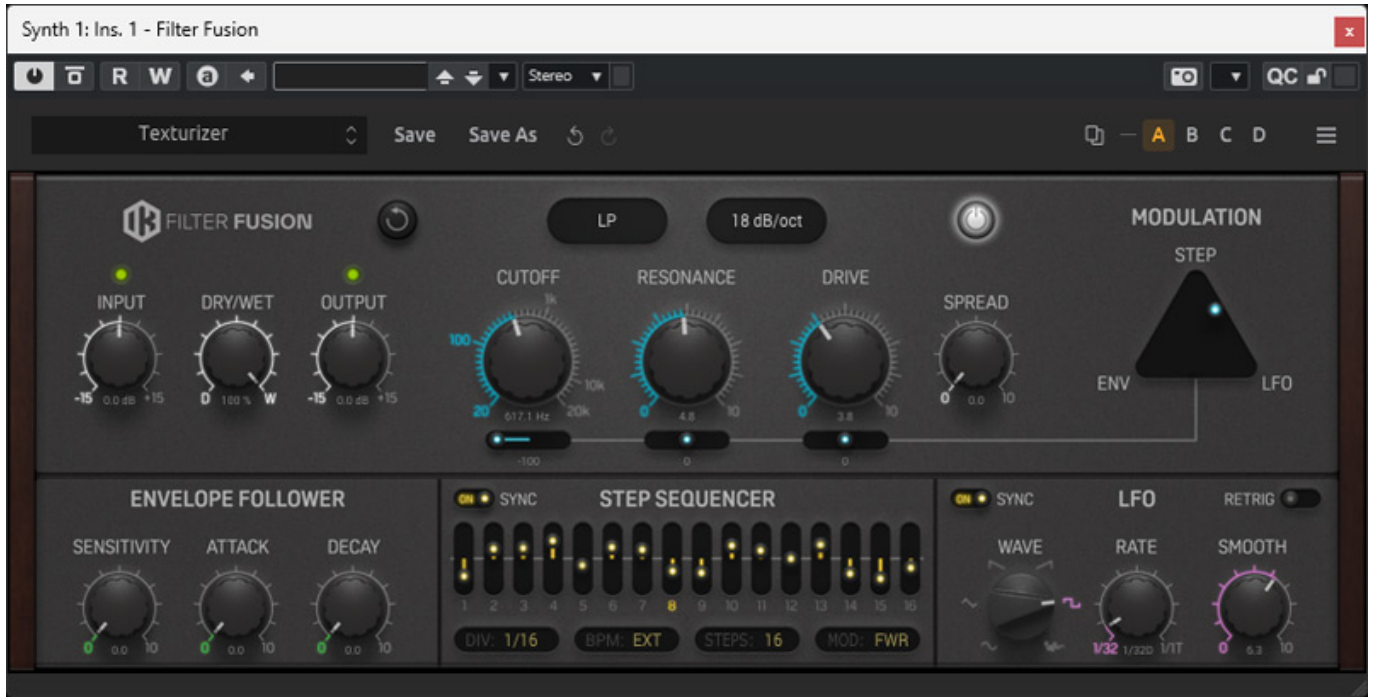 Synth 1: Ins. 1 - Filter Fusion x
R W a Stereo QC
Texturizer Save Save As A B C D
FILTER FUSION LP 18 dB/oct MODULATION
STEP
CUTOFF RESONANCE DRIVE
INPUT DRY/WET OUTPUT SPREAD
1k
100
ENV LFO
10k
-15 0.0 dB +15 D 100 % W -15 0.0 dB +15 20 617.1 Hz 20k 0 4.8 10 0 3.8 10 0 0.0 10
-100 0 0
ENVELOPE FOLLOWER ON SYNC STEP SEQUENCER ON SYNC LFO RETRIG
SENSITIVITY ATTACK DECAY WAVE RATE SMOOTH
1 2 3 4 5 6 7 8 9 10 11 12 13 14 15 16
0 0.0 10 0 0.0 10 0 0.0 10 DIV: 1/16 BPM: EXT STEPS: 16 MOD: FWR 1/32 1/32D 1/1T 0 6.3 10